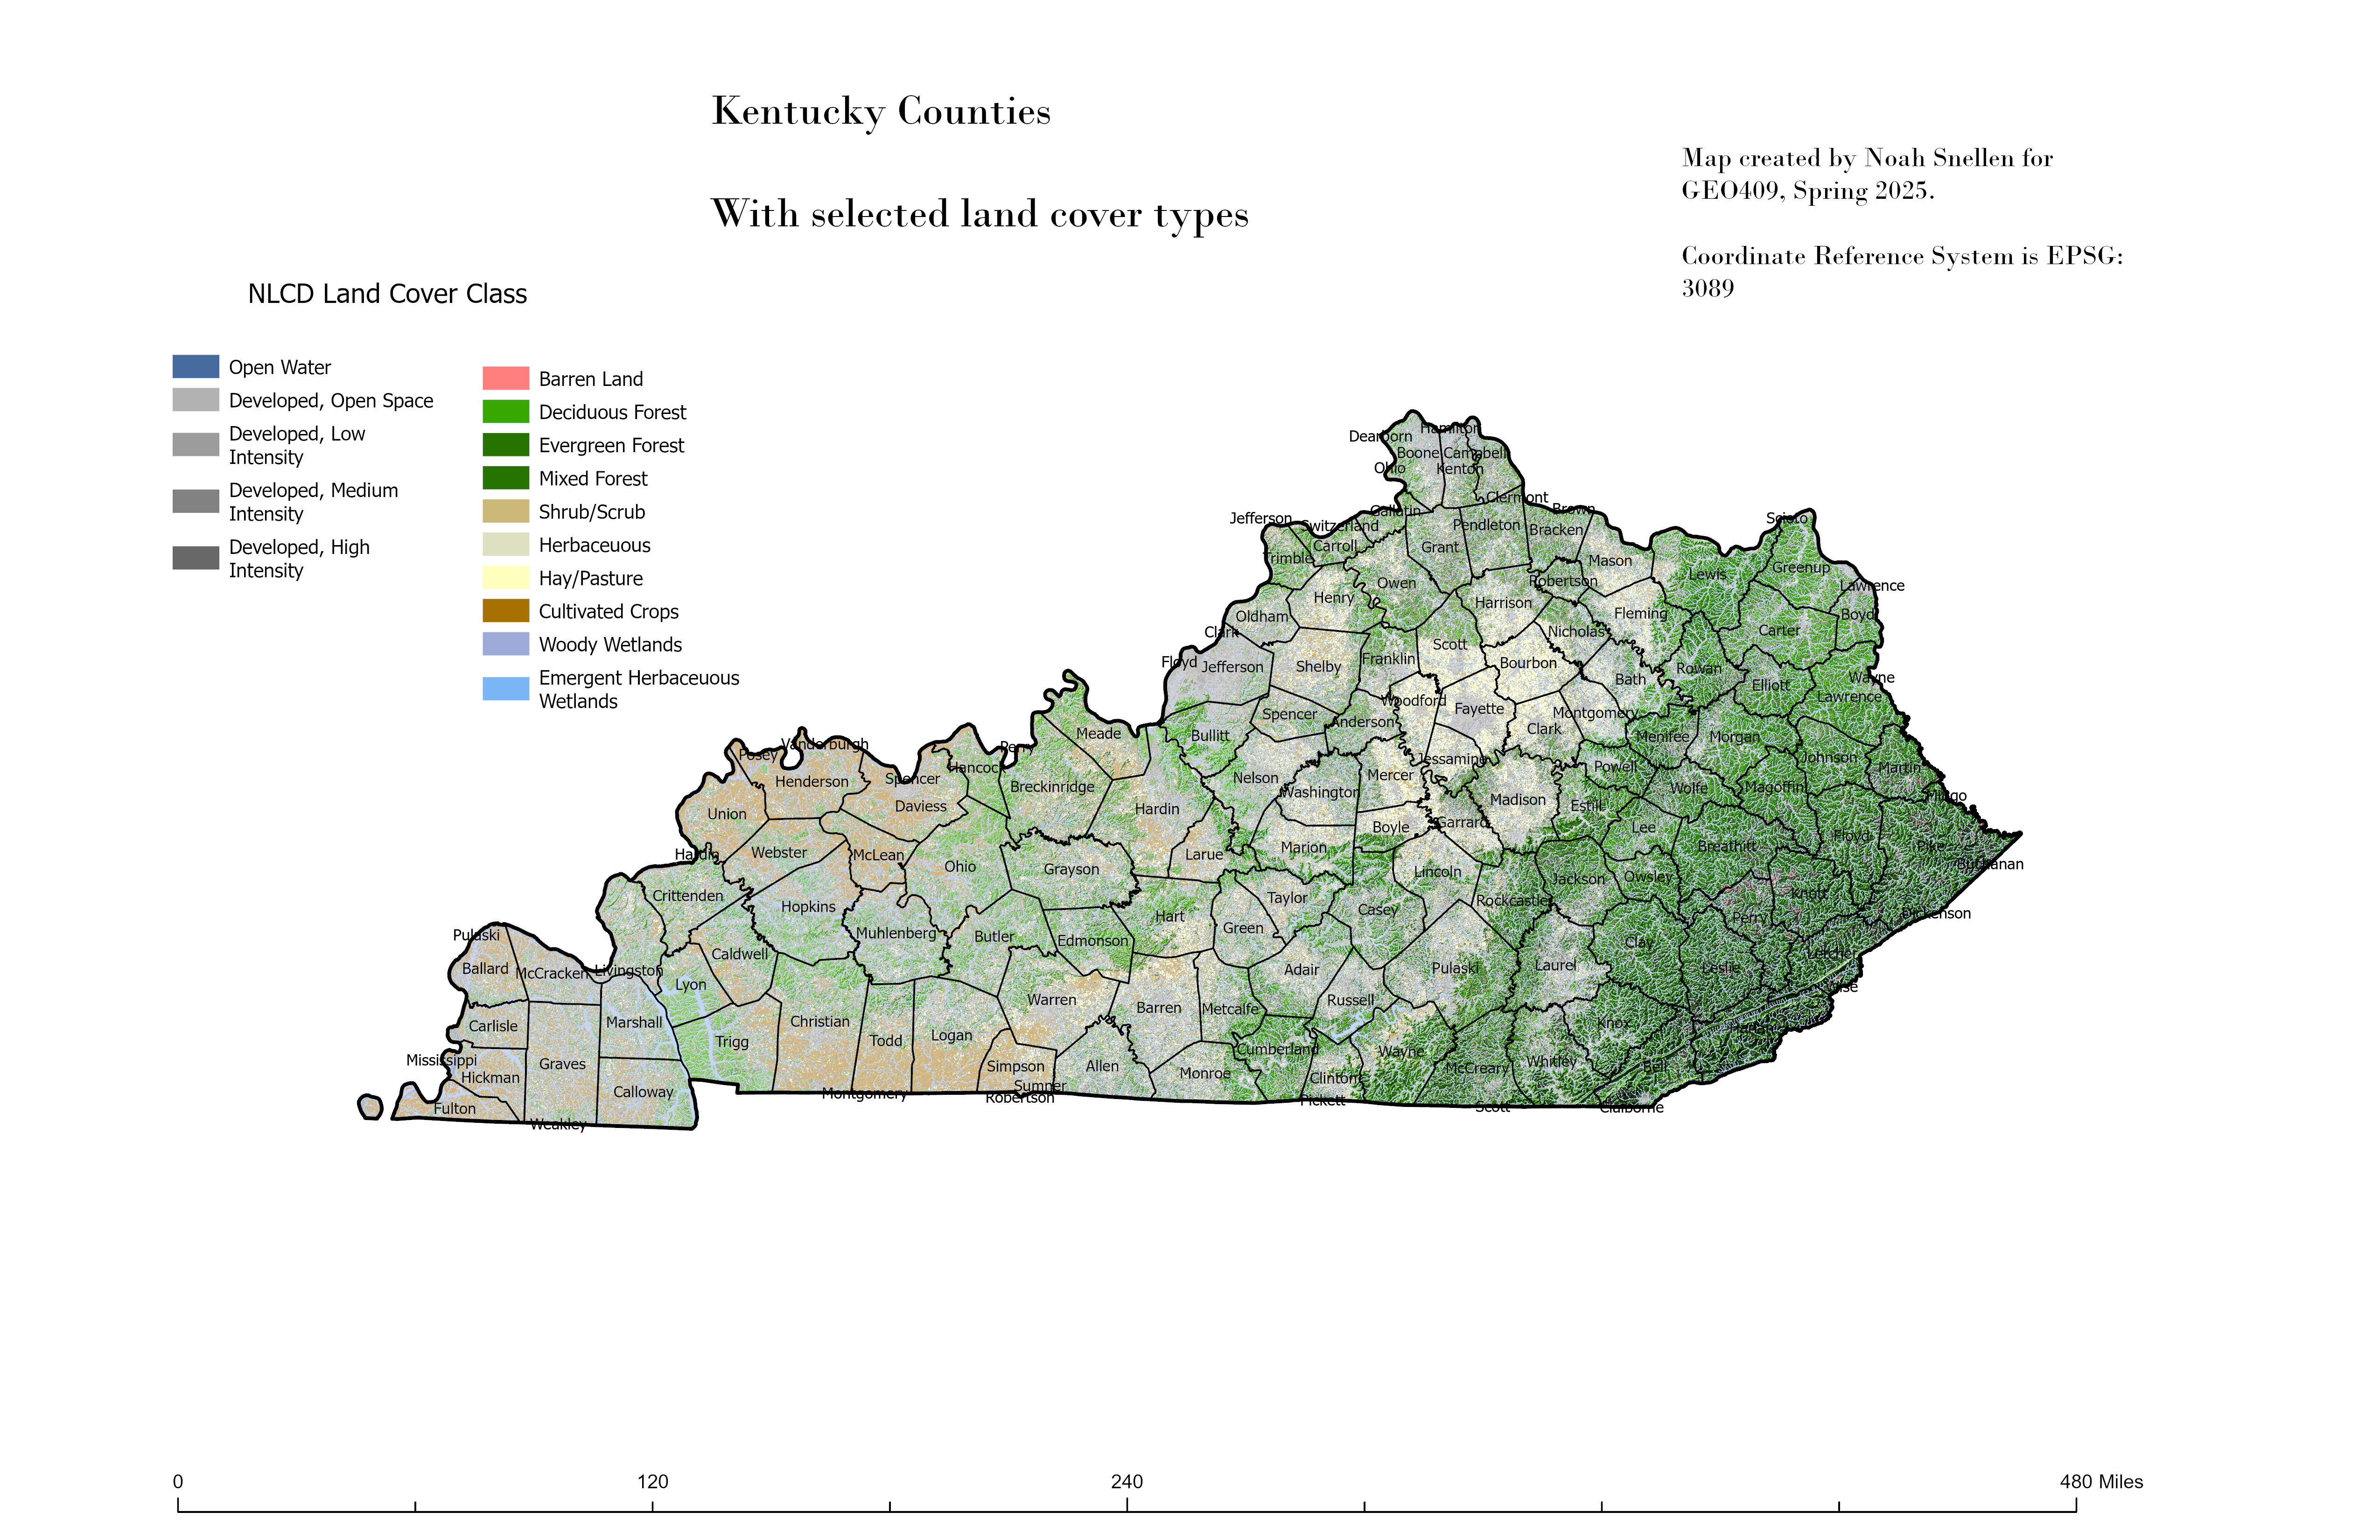 Kentucky Counties
With selected land cover types
Map created by Noah Snellen for
GEO409, Spring 2025.
Coordinate Reference System is EPSG:
3089
NLCD Land Cover Class
Open Water
Developed, Open Space
Developed, Low
Intensity
Developed, Medium
Intensity
Developed, High
Intensity
Barren Land
Deciduous Forest
Evergreen Forest
Mixed Forest
Shrub/Scrub
Herbaceuous
Hay/Pasture
Cultivated Crops
Woody Wetlands
Emergent Herbaceuous
Wetlands
Hamilton
Dearborn
Boone
Campbell
Ohio
Kenton
Clermont
Gallatin
Brown
Jefferson
Switzerland
Pendleton
Bracken
Scioto
Carroll
Grant
Trimble
Mason
Greenup
Lewis
Owen
Robertson
Lawrence
Henry
Harrison
Fleming
Boyd
Oldham
Clark
Nicholas
Carter
Scott
Floyd
Jefferson
Shelby
Franklin
Bourbon
Rowan
Bath
Elliott
Wayne
Lawrence
Woodford
Fayette
Montgomery
Spencer
Anderson
Clark
Meade
Bullitt
Menifee
Morgan
Posey
Vanderburgh
Perry
Jessamine
Johnson
Hancock
Powell
Martin
Henderson
Spencer
Breckinridge
Nelson
Mercer
Washington
Wolfe
Magoffin
Mingo
Union
Daviess
Hardin
Madison
Estill
Garrard
Boyle
Lee
Floyd
Pike
Hardin
Webster
McLean
Ohio
Larue
Marion
Breathitt
Buchanan
Grayson
Lincoln
Jackson
Owsley
Crittenden
Hopkins
Taylor
Rockcastle
Knott
Hart
Casey
Perry
Dickenson
Pulaski
Muhlenberg
Butler
Edmonson
Green
Clay
Letcher
Caldwell
Ballard
McCracken
Livingston
Adair
Pulaski
Laurel
Leslie
Lyon
Wise
Warren
Barren
Metcalfe
Russell
Carlisle
Marshall
Christian
Knox
Harlan
Trigg
Todd
Logan
Mississippi
Graves
Cumberland
Wayne
Whitley
Hickman
Simpson
Allen
Monroe
McCreary
Bell
Calloway
Sumner
Clinton
Fulton
Montgomery
Robertson
Pickett
Scott
Claiborne
Weakley
0 120 240 480 Miles